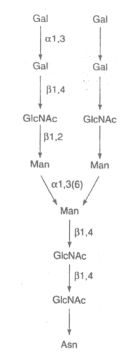 Gal Gal
α1,3
Gal Gal
β1,4
GlcNAc GlcNAc
β1,2
Man Man
α1,3(6)
Man
β1,4
GlcNAc
β1,4
GlcNAc
Asn